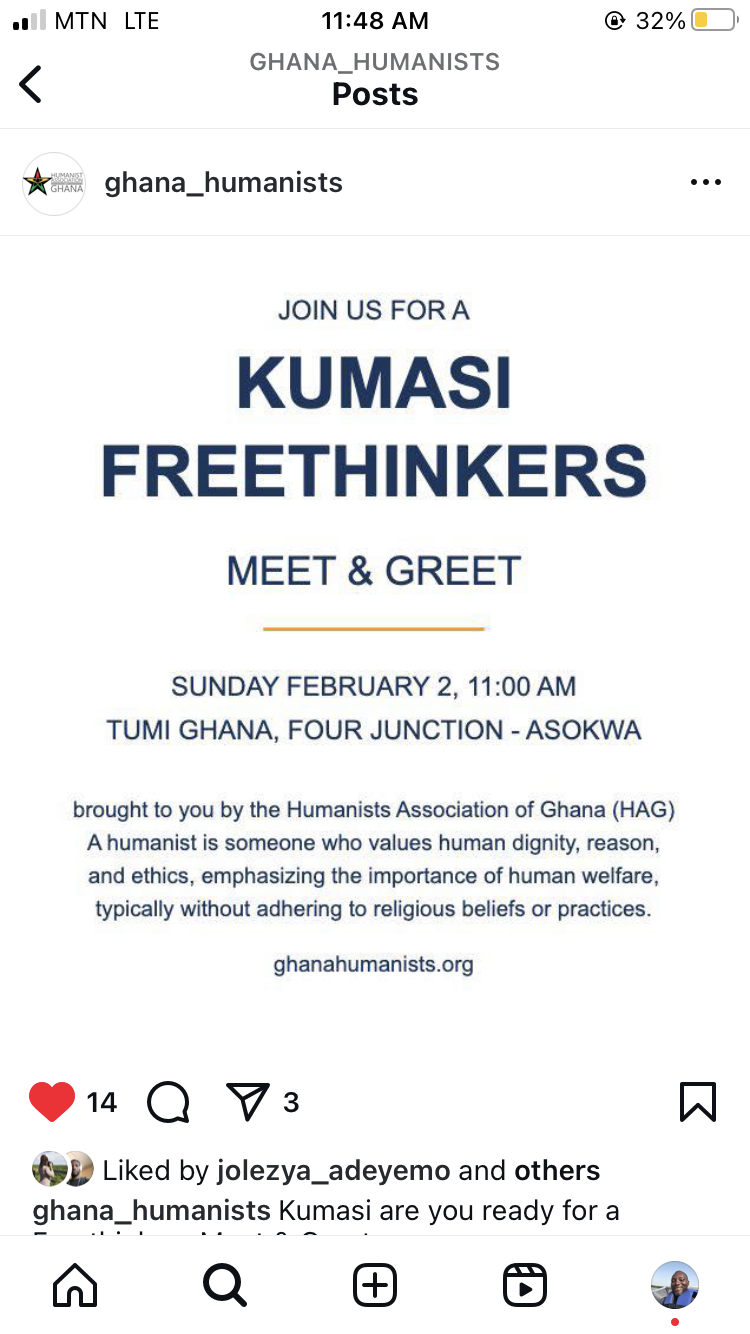 MTN LTE 11:48 AM 32%
GHANA_HUMANISTS
Posts
HUMANIST
ASSOCIATION
GHANA
ghana_humanists
JOIN US FOR A
KUMASI
FREETHINKERS
MEET & GREET
SUNDAY FEBRUARY 2, 11:00 AM
TUMI GHANA, FOUR JUNCTION - ASOKWA
brought to you by the Humanists Association of Ghana (HAG)
A humanist is someone who values human dignity, reason,
and ethics, emphasizing the importance of human welfare,
typically without adhering to religious beliefs or practices.
ghanahumanists.org
14 3
Liked by jolezya_adeyemo and others
ghana_humanists Kumasi are you ready for a